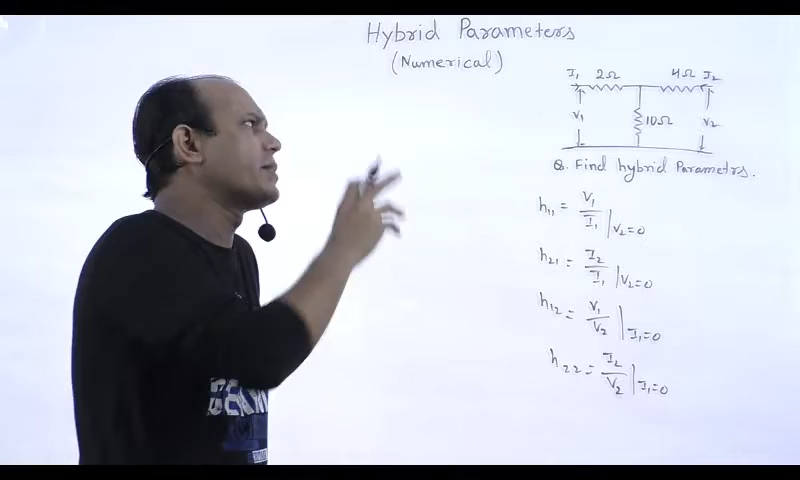 Hybrid Parameters
(Numerical)
I₁ 2Ω 4Ω I₂
V₁ 10Ω V₂
Q. Find hybrid Parametrs.
h₁₁ = V₁/I₁ |V₂=0
h₂₁ = I₂/I₁ |V₂=0
h₁₂ = V₁/V₂ |I₁=0
h₂₂ = I₂/V₂ |I₁=0